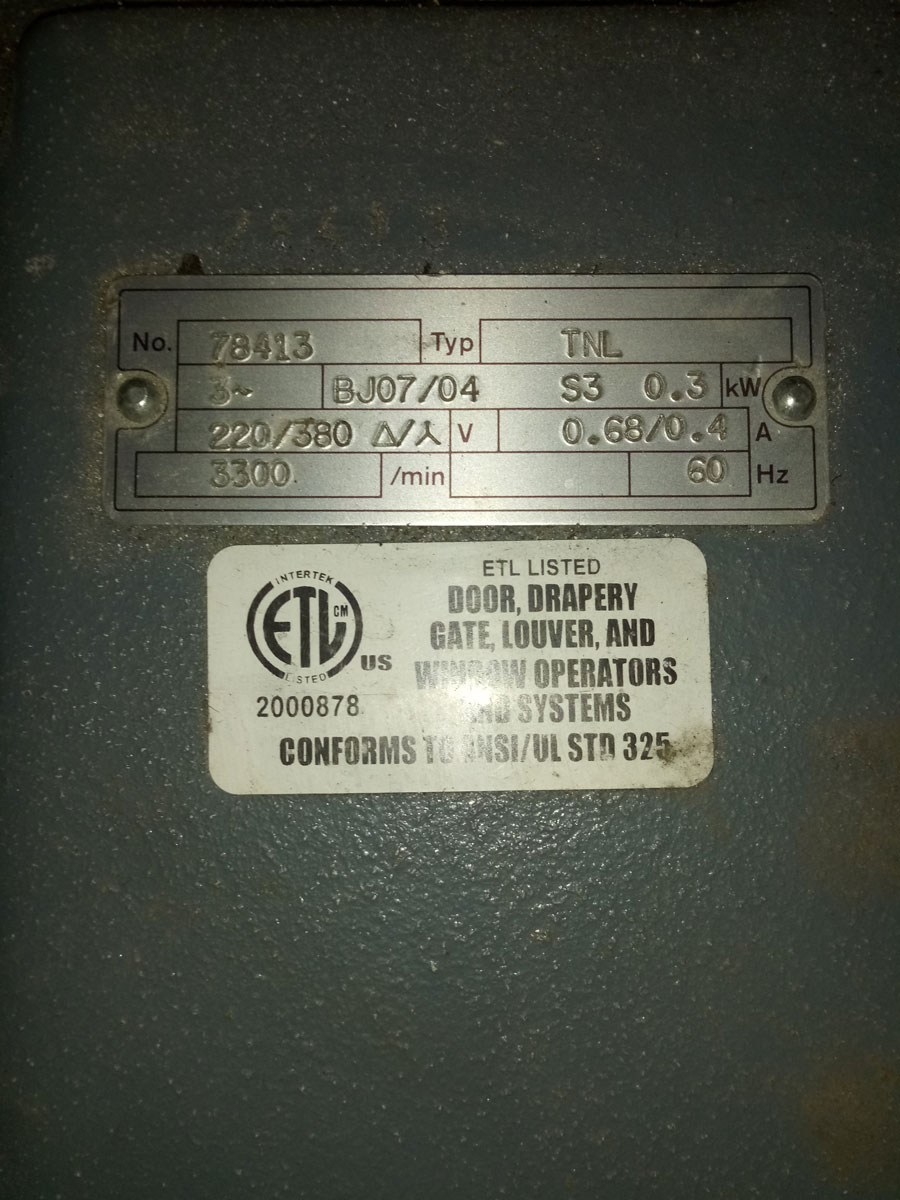 No. 78413 Typ TNL
3~ BJ07/04 S3 0.3 kW
220/380 Δ/⅄ V 0.68/0.4 A
3300 /min 60 Hz
INTERTEK
ETL CM
LISTED
US
2000878
ETL LISTED
DOOR, DRAPERY
GATE, LOUVER, AND
WINDOW OPERATORS
AND SYSTEMS
CONFORMS TO ANSI/UL STD 325